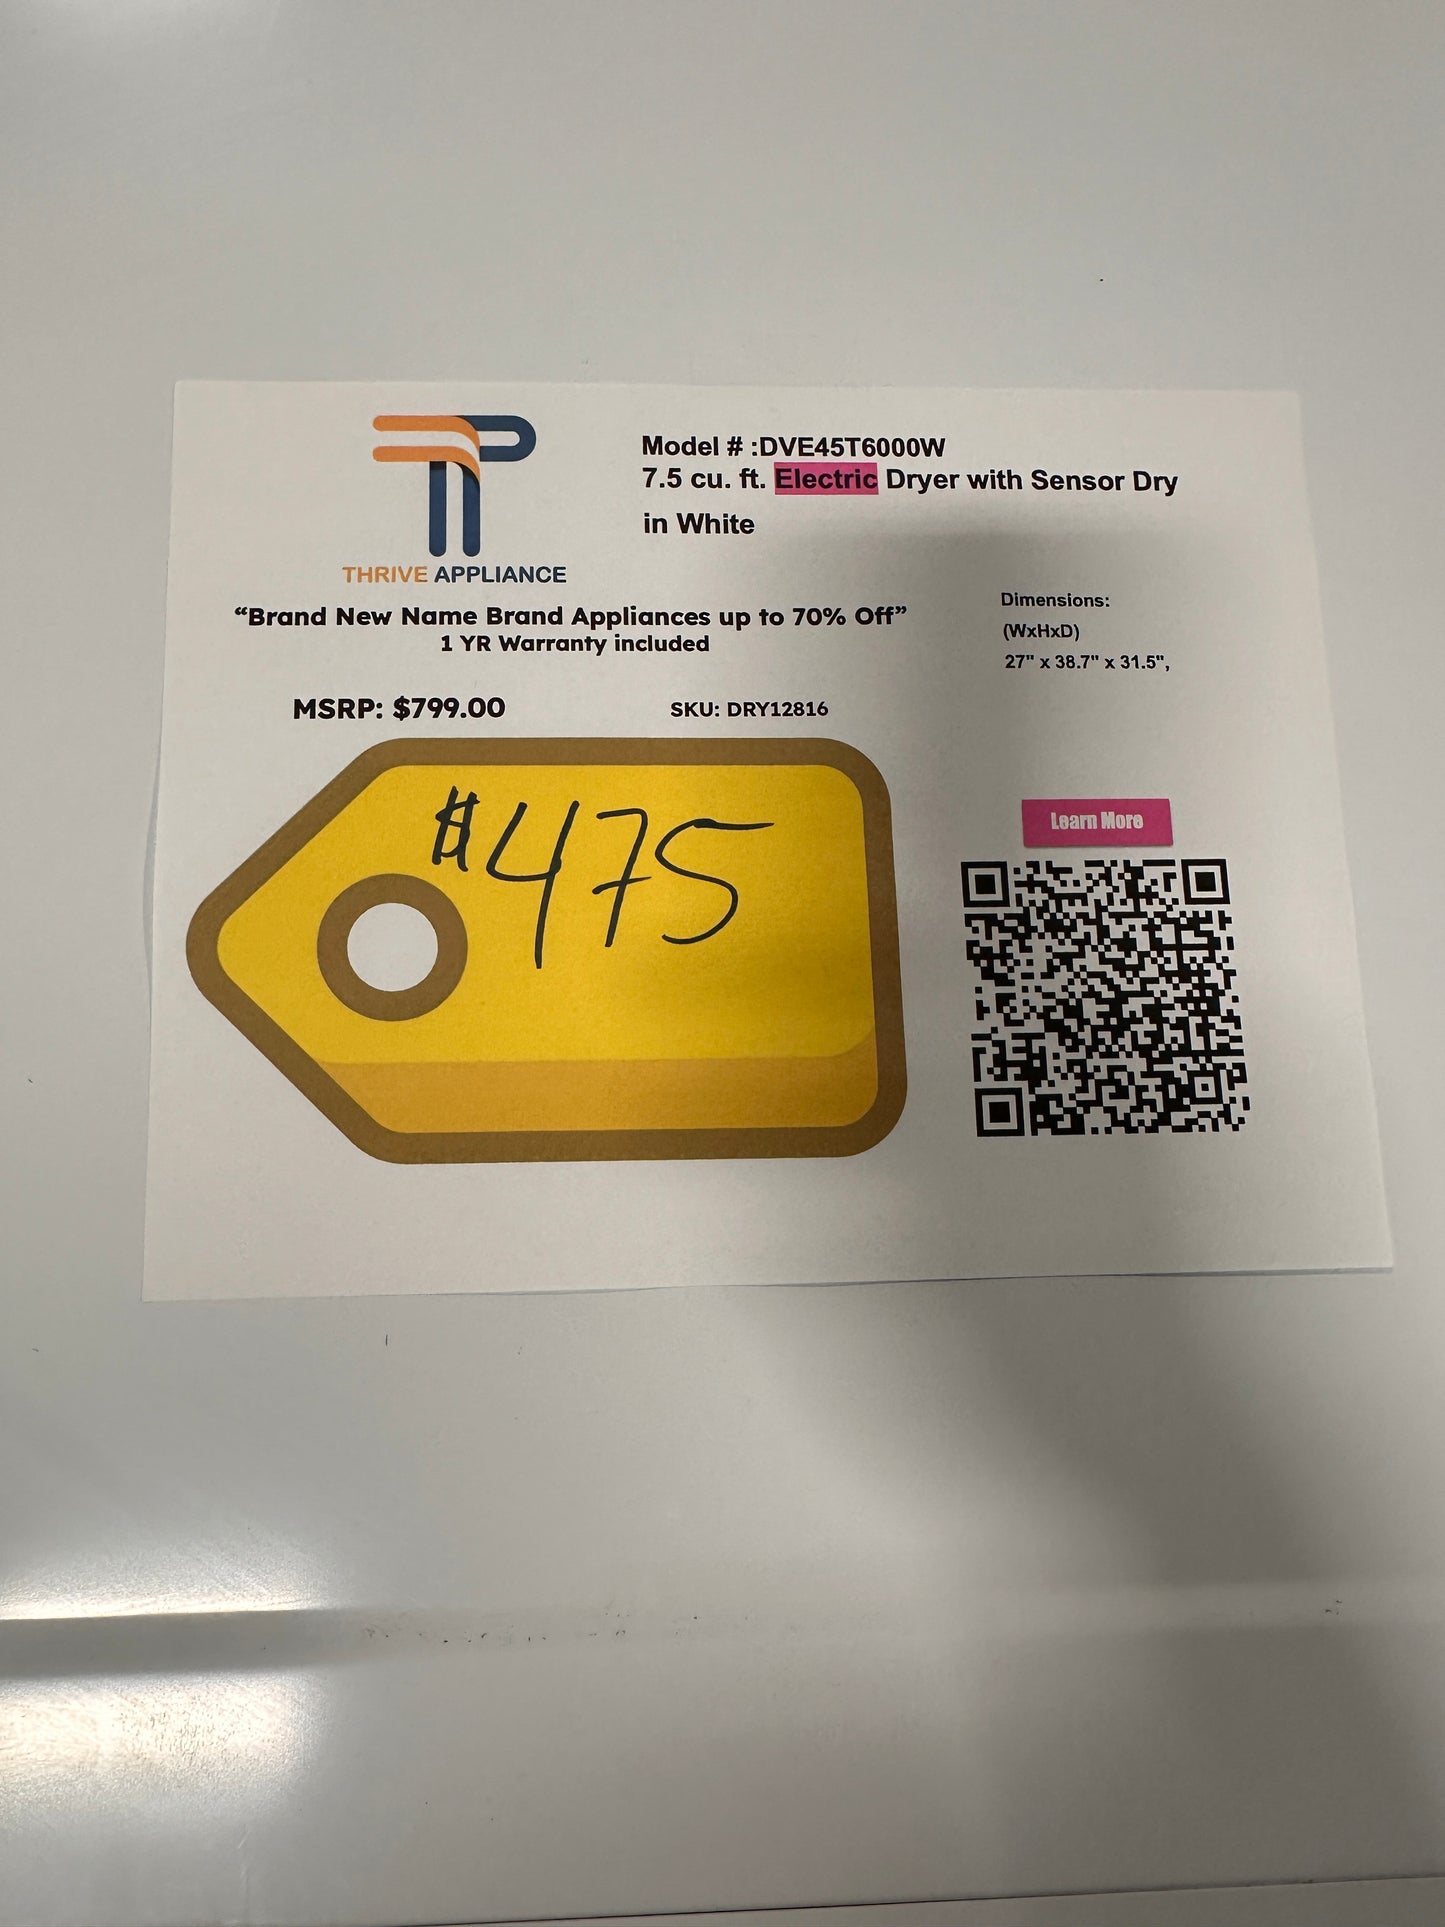 THRIVE APPLIANCE
Model # :DVE45T6000W
7.5 cu. ft. Electric Dryer with Sensor Dry
in White
“Brand New Name Brand Appliances up to 70% Off”
1 YR Warranty included
Dimensions:
(WxHxD)
27" x 38.7" x 31.5",
MSRP: $799.00
SKU: DRY12816
$475
Learn More